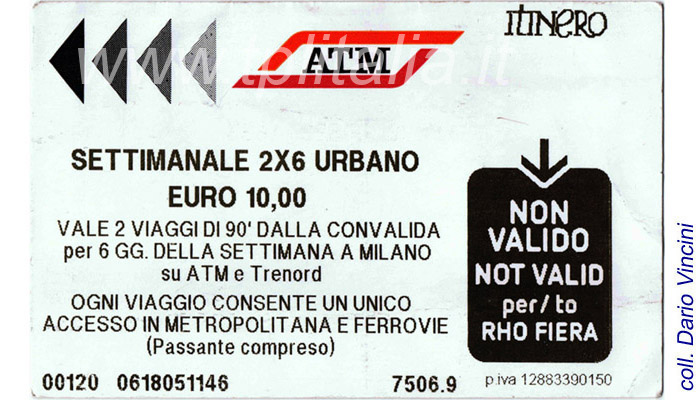 www.tplitalia.it
ATM
ITINERO
SETTIMANALE 2X6 URBANO
EURO 10,00
VALE 2 VIAGGI DI 90' DALLA CONVALIDA
per 6 GG. DELLA SETTIMANA A MILANO
su ATM e Trenord
OGNI VIAGGIO CONSENTE UN UNICO
ACCESSO IN METROPOLITANA E FERROVIE
(Passante compreso)
00120 0618051146 7506.9
NON
VALIDO
NOT VALID
per/to
RHO FIERA
p.iva 12883390150
coll. Dario Vincini